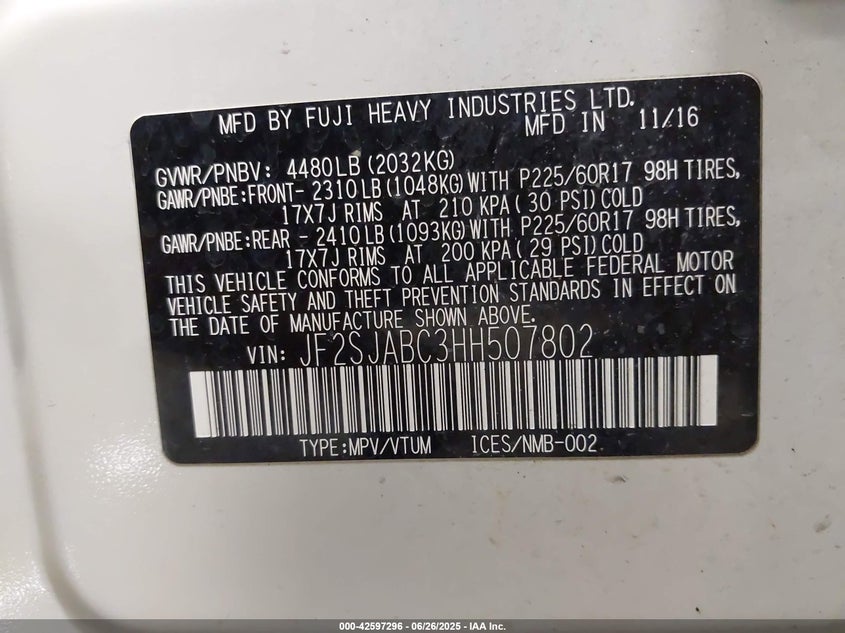 MFD BY FUJI HEAVY INDUSTRIES LTD.
MFD IN 11/16
GVWR/PNBV: 4480LB (2032KG)
GAWR/PNBE:FRONT- 2310LB (1048KG) WITH P225/60R17 98H TIRES,
17X7J RIMS AT 210 KPA( 30 PSI) COLD
GAWR/PNBE:REAR - 2410LB (1093KG) WITH P225/60R17 98H TIRES,
17X7J RIMS AT 200 KPA( 29 PSI) COLD
THIS VEHICLE CONFORMS TO ALL APPLICABLE FEDERAL MOTOR
VEHICLE SAFETY AND THEFT PREVENTION STANDARDS IN EFFECT ON
THE DATE OF MANUFACTURE SHOWN ABOVE.
VIN: JF2SJABC3HH507802
TYPE:MPV/VTUM ICES/NMB-002
000-42597296 - 06/26/2025 - IAA Inc.